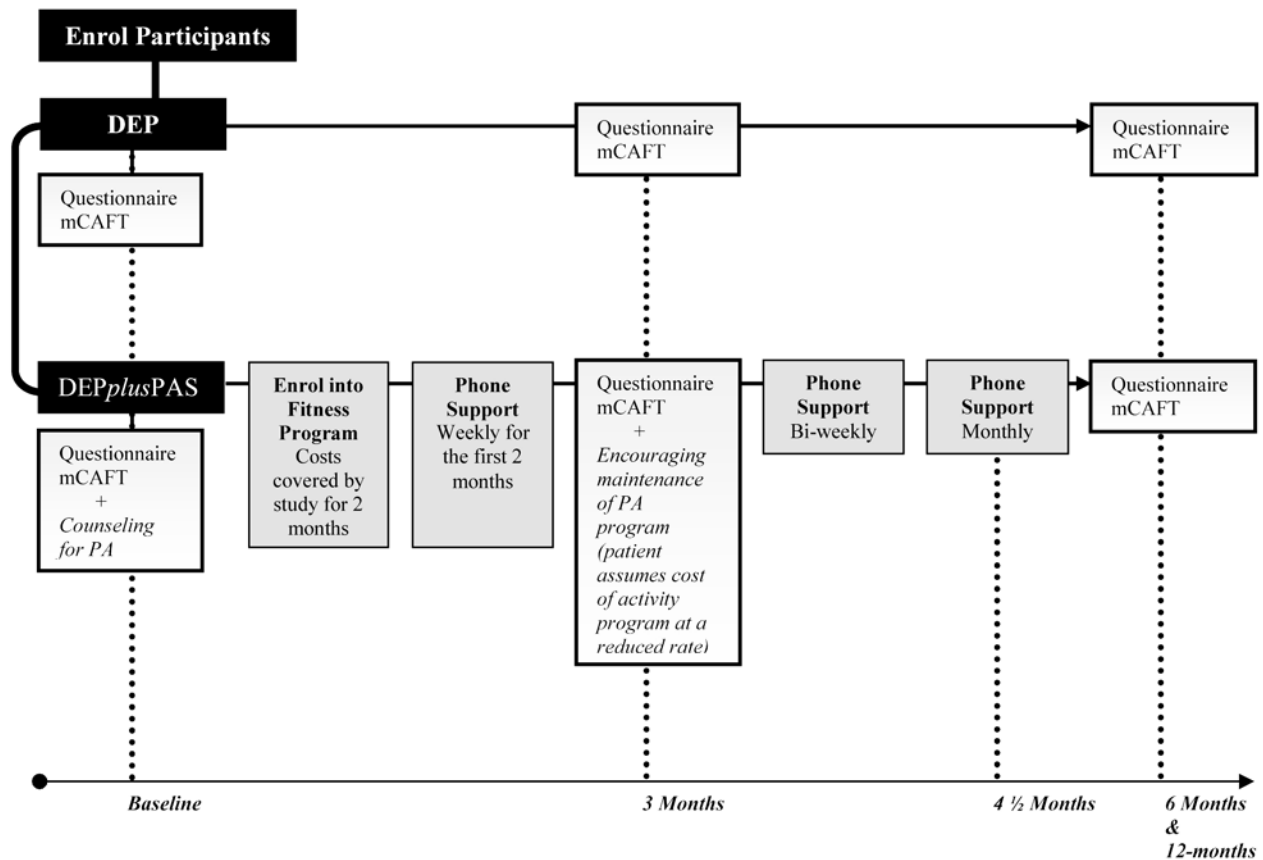 Enrol Participants
DEP
Questionnaire
mCAFT
Questionnaire
mCAFT
Questionnaire
mCAFT
DEPplusPAS
Questionnaire
mCAFT
+
Counseling
for PA
Enrol into
Fitness
Program
Costs
covered by
study for 2
months
Phone
Support
Weekly for
the first 2
months
Questionnaire
mCAFT
+
Encouraging
maintenance
of PA
program
(patient
assumes cost
of activity
program at a
reduced rate)
Phone
Support
Bi-weekly
Phone
Support
Monthly
Questionnaire
mCAFT
Baseline
3 Months
4 ½ Months
6 Months
&
12-months